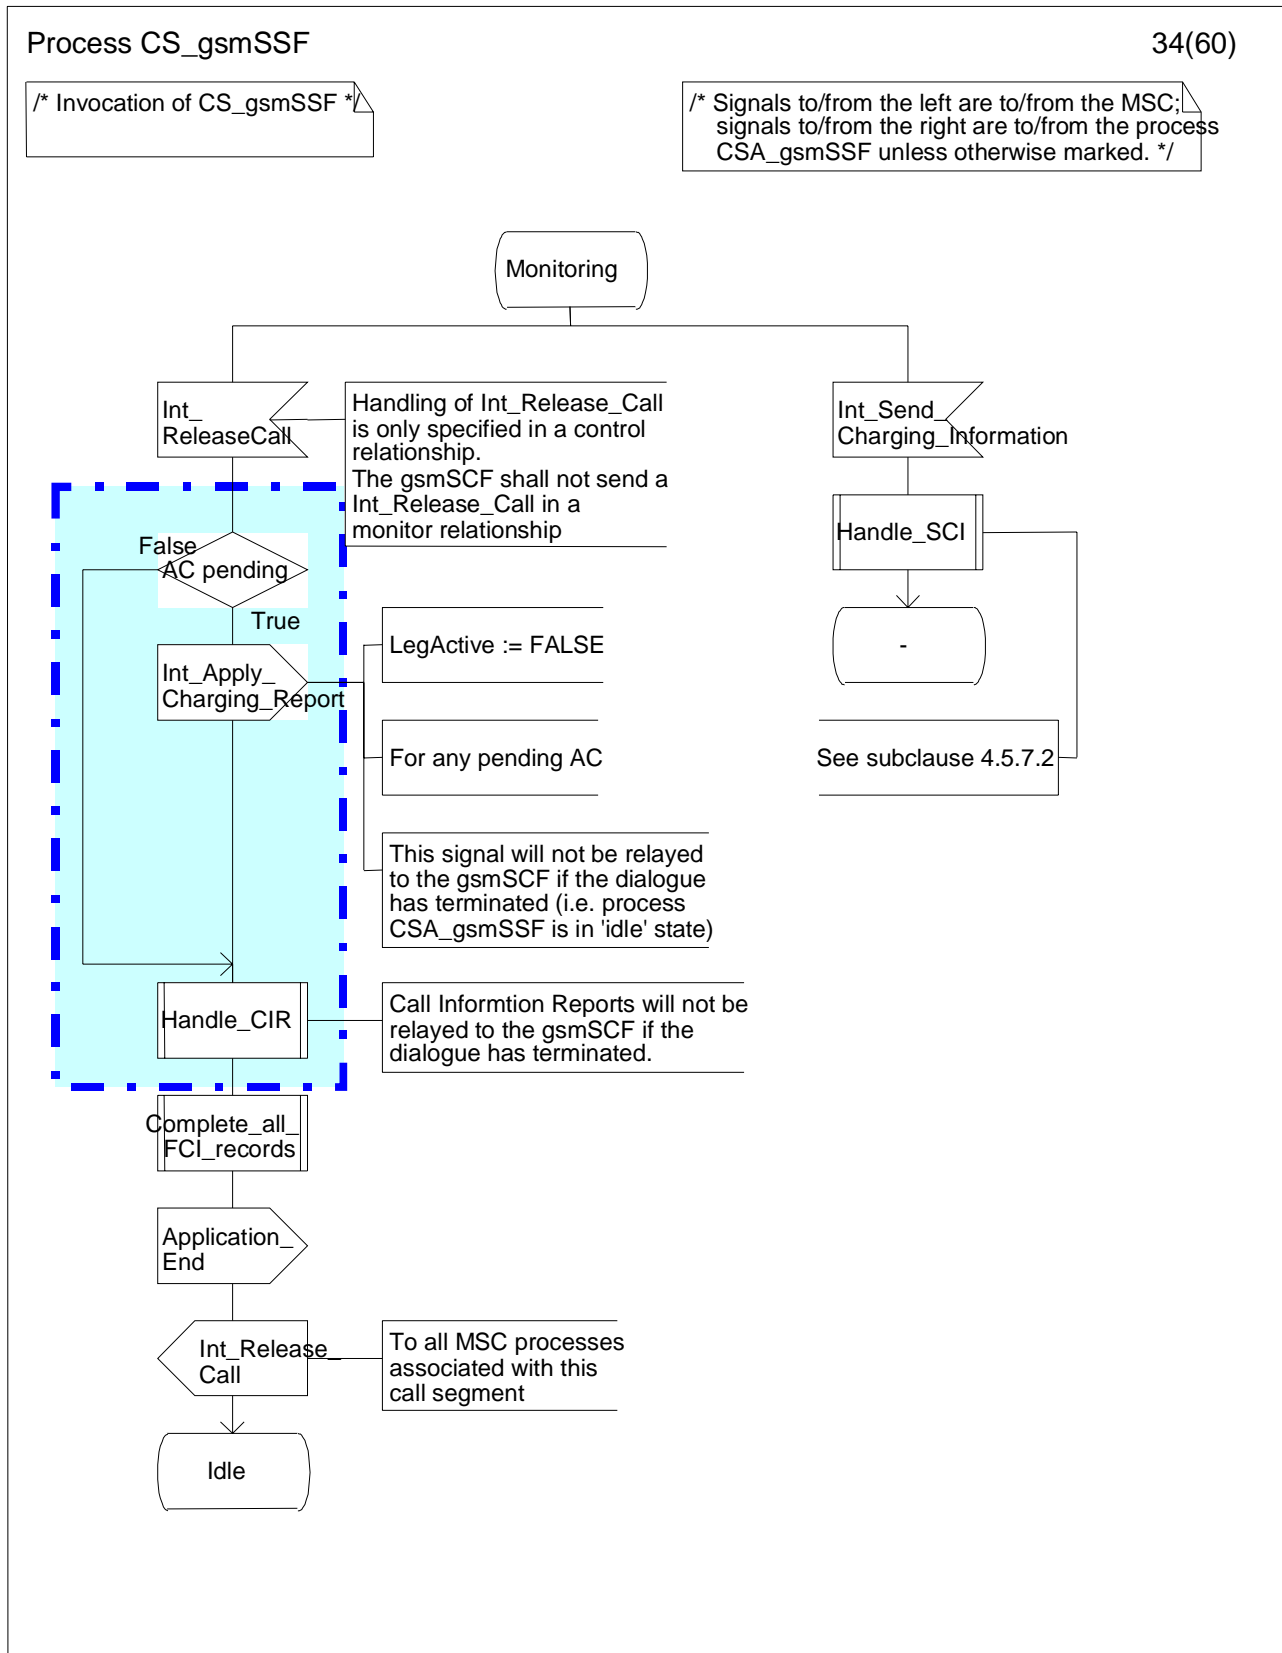 Process CS_gsmSSF
34(60)
/* Invocation of CS_gsmSSF */
/* Signals to/from the left are to/from the MSC;
signals to/from the right are to/from the process
CSA_gsmSSF unless otherwise marked. */
Monitoring
Int_
ReleaseCall
Handling of Int_Release_Call
is only specified in a control
relationship.
The gsmSCF shall not send a
Int_Release_Call in a
monitor relationship
Int_Send_
Charging_Information
Handle_SCI
-
See subclause 4.5.7.2
False
AC pending
True
Int_Apply_
Charging_Report
LegActive := FALSE
For any pending AC
This signal will not be relayed
to the gsmSCF if the dialogue
has terminated (i.e. process
CSA_gsmSSF is in 'idle' state)
Handle_CIR
Call Informtion Reports will not be
relayed to the gsmSCF if the
dialogue has terminated.
Complete_all_
FCI_records
Application_
End
Int_Release_
Call
To all MSC processes
associated with this
call segment
Idle